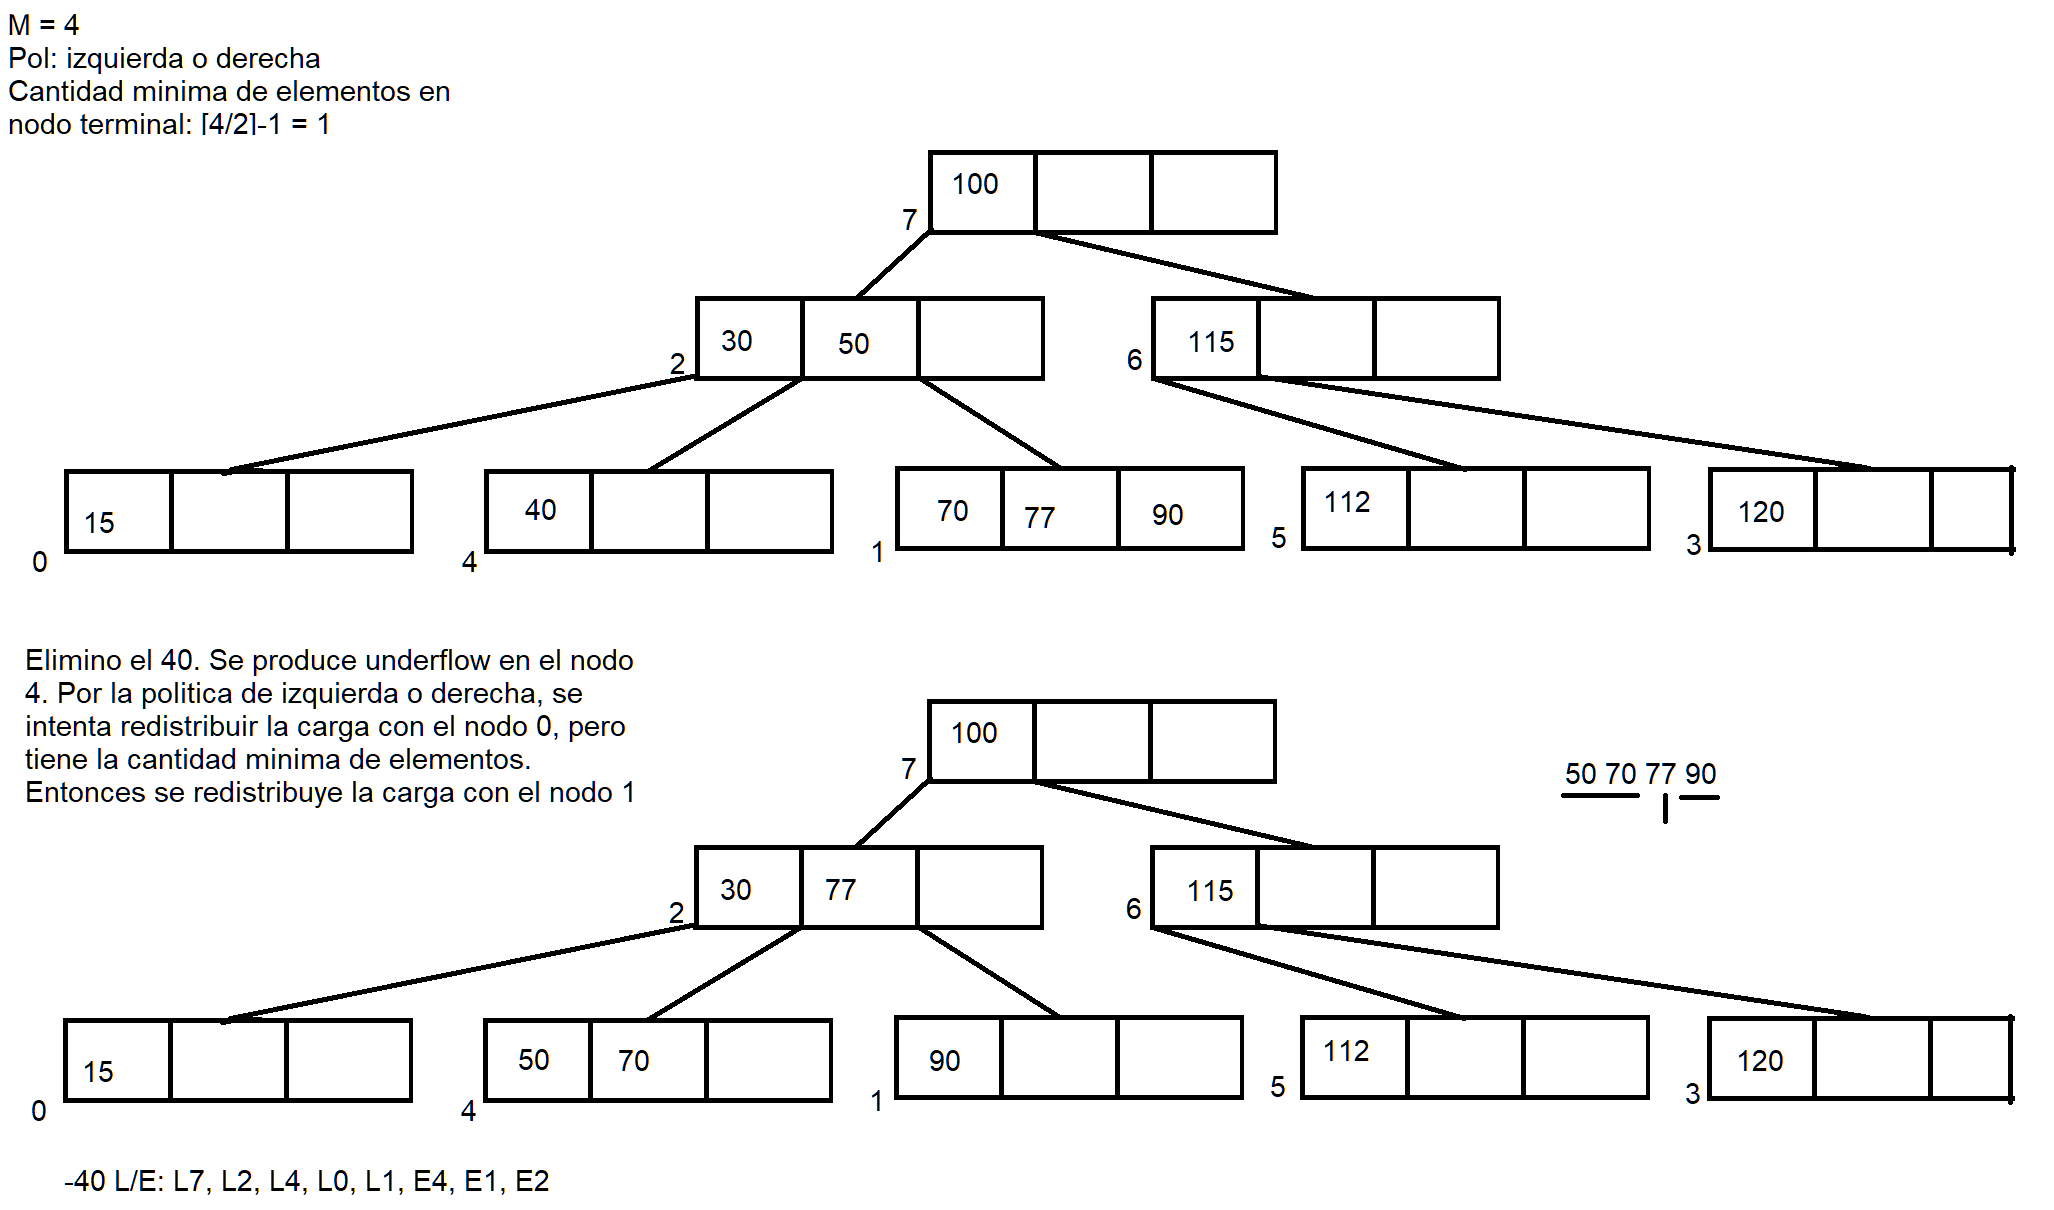 M = 4
Pol: izquierda o derecha
Cantidad minima de elementos en
nodo terminal: ⌈4/2⌉-1 = 1
100
7
30 50
2
115
6
15
0
40
4
70 77 90
1
112
5
120
3
Elimino el 40. Se produce underflow en el nodo
4. Por la politica de izquierda o derecha, se
intenta redistribuir la carga con el nodo 0, pero
tiene la cantidad minima de elementos.
Entonces se redistribuye la carga con el nodo 1
100
7
50 70 77 90
30 77
2
115
6
15
0
50 70
4
90
1
112
5
120
3
-40 L/E: L7, L2, L4, L0, L1, E4, E1, E2